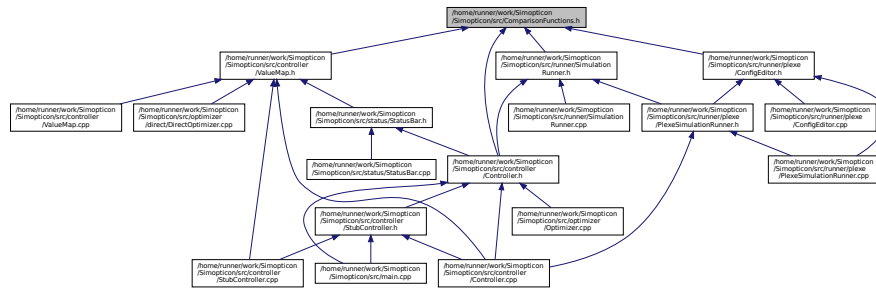 /home/runner/work/Simopticon
/Simopticon/src/ComparisonFunctions.h
/home/runner/work/Simopticon
/Simopticon/src/controller
/ValueMap.h
/home/runner/work/Simopticon
/Simopticon/src/runner/Simulation
Runner.h
/home/runner/work/Simopticon
/Simopticon/src/runner/plexe
/ConfigEditor.h
/home/runner/work/Simopticon
/Simopticon/src/controller
/ValueMap.cpp
/home/runner/work/Simopticon
/Simopticon/src/optimizer
/direct/DirectOptimizer.cpp
/home/runner/work/Simopticon
/Simopticon/src/status/StatusBar.h
/home/runner/work/Simopticon
/Simopticon/src/runner/Simulation
Runner.cpp
/home/runner/work/Simopticon
/Simopticon/src/runner/plexe
/PlexeSimulationRunner.h
/home/runner/work/Simopticon
/Simopticon/src/runner/plexe
/ConfigEditor.cpp
/home/runner/work/Simopticon
/Simopticon/src/status/StatusBar.cpp
/home/runner/work/Simopticon
/Simopticon/src/controller
/Controller.h
/home/runner/work/Simopticon
/Simopticon/src/runner/plexe
/PlexeSimulationRunner.cpp
/home/runner/work/Simopticon
/Simopticon/src/controller
/StubController.h
/home/runner/work/Simopticon
/Simopticon/src/optimizer
/Optimizer.cpp
/home/runner/work/Simopticon
/Simopticon/src/controller
/StubController.cpp
/home/runner/work/Simopticon
/Simopticon/src/main.cpp
/home/runner/work/Simopticon
/Simopticon/src/controller
/Controller.cpp